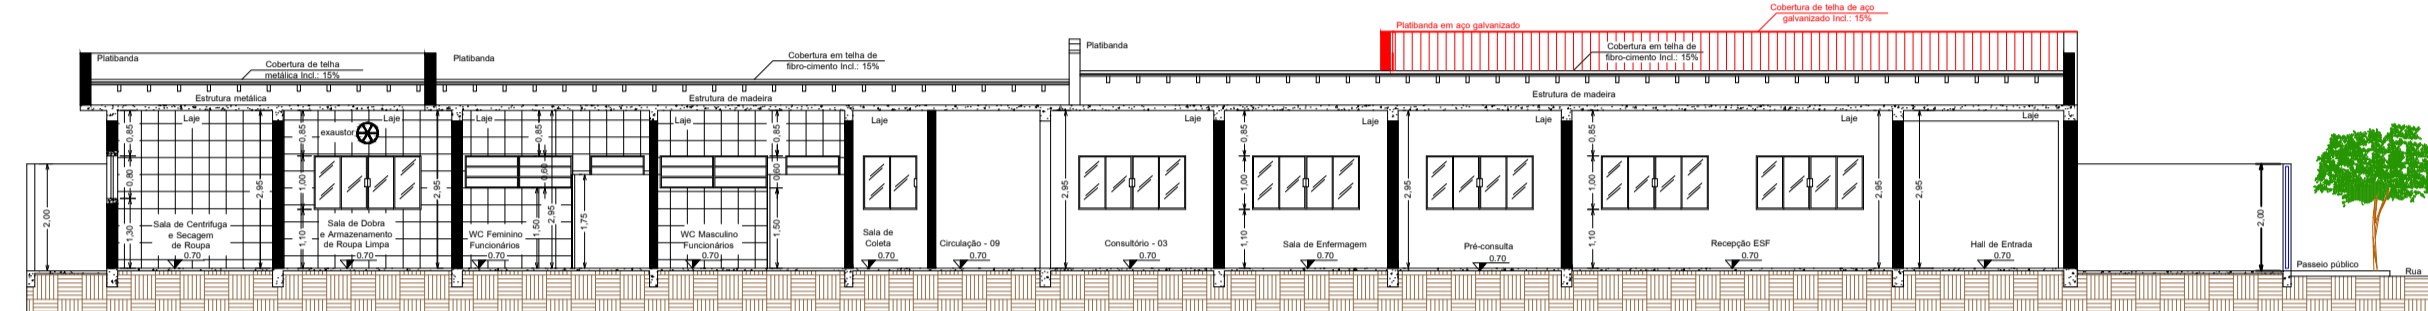 Cobertura de telha de aço
galvanizado Incl.: 15%
Platibanda em aço galvanizado
Platibanda
Cobertura de telha
metálica Incl.: 15%
Platibanda
Cobertura em telha de
fibro-cimento Incl.: 15%
Platibanda
Cobertura em telha de
fibro-cimento Incl.: 15%
Estrutura metálica
Estrutura de madeira
Estrutura de madeira
Laje
exaustor
Laje
Laje
Laje
Laje
Laje
Laje
Laje
Laje
Laje
2,00
0,85
0,80
1,30
2,95
Sala de Centrífuga
e Secagem
de Roupa
0.70
0,85
1,00
1,10
2,95
Sala de Dobra
e Armazenamento
de Roupa Limpa
0.70
0,85
0,60
1,50
2,95
1,75
WC Feminino
Funcionários
0.70
WC Masculino
Funcionários
0.70
0,85
0,60
1,50
Sala de
Coleta
0.70
Circulação - 09
0.70
2,95
Consultório - 03
0.70
0,85
1,00
1,10
Sala de Enfermagem
0.70
2,95
Pré-consulta
0.70
0,85
1,00
1,10
Recepção ESF
0.70
2,95
2,95
Hall de Entrada
0.70
2,00
Passeio público
Rua